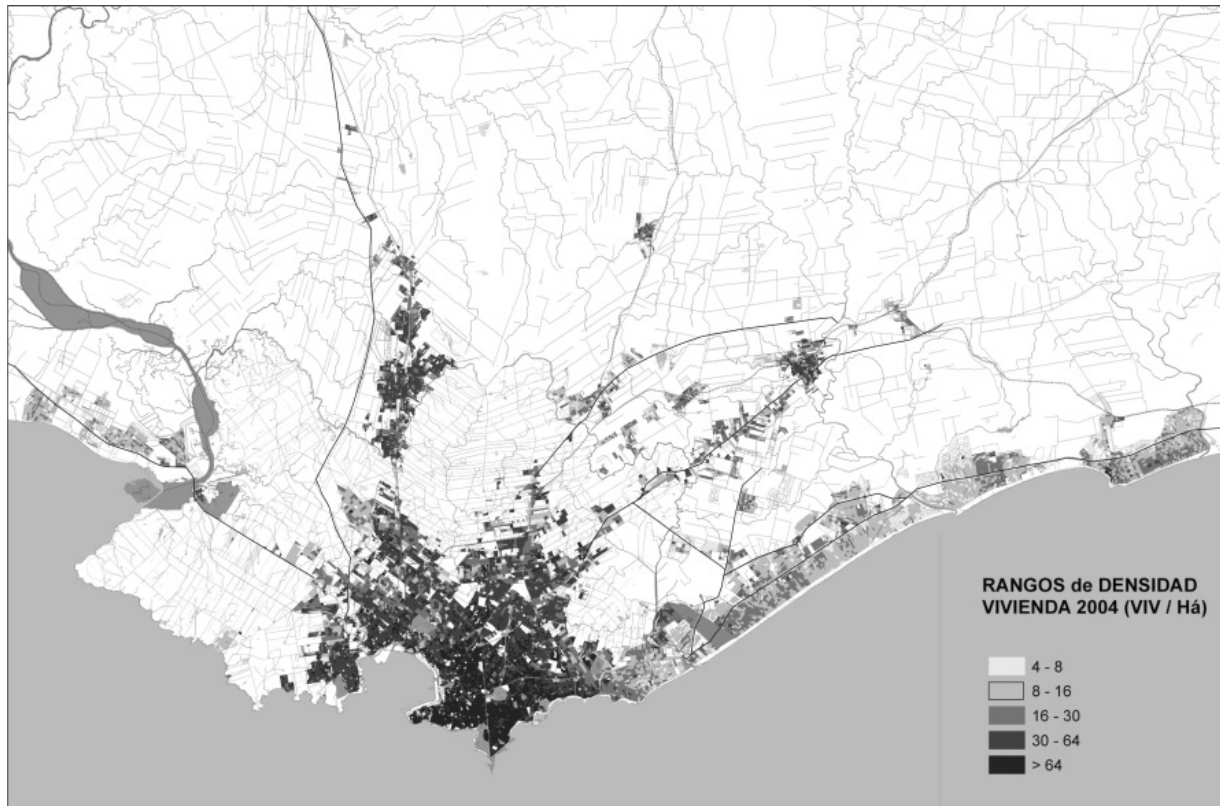 RANGOS de DENSIDAD
VIVIENDA 2004 (VIV / Há)
4 - 8
8 - 16
16 - 30
30 - 64
> 64